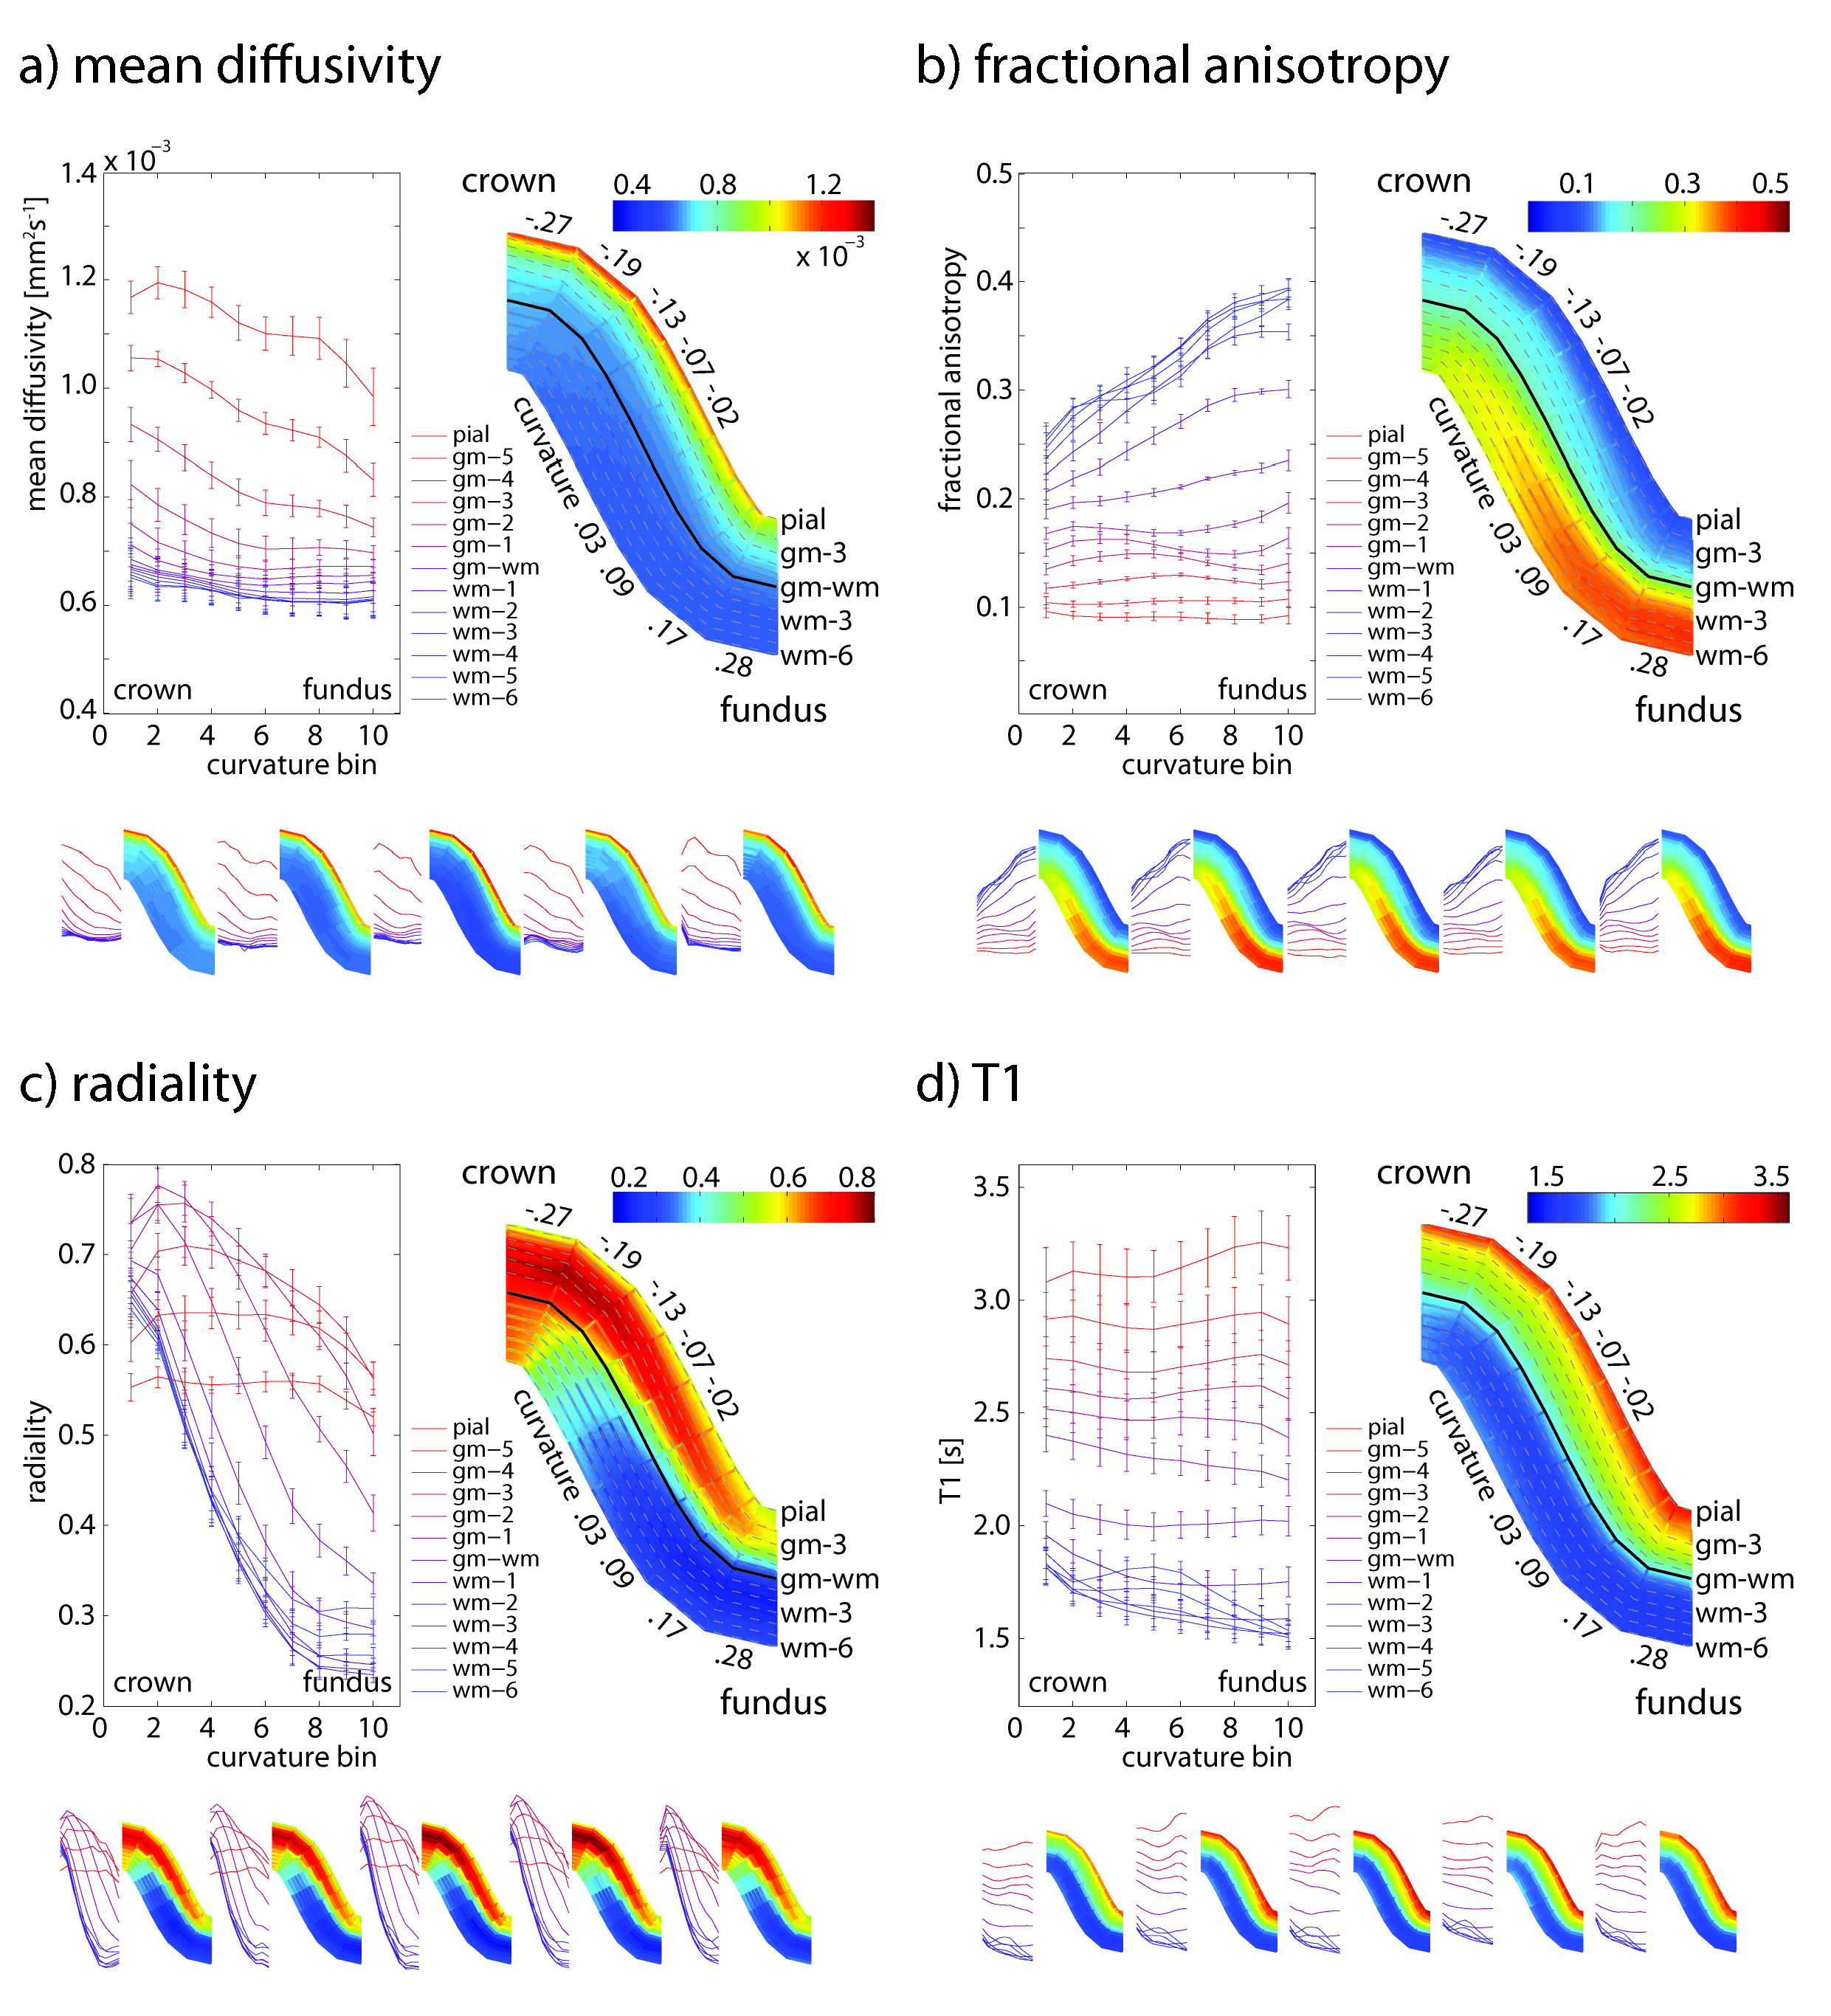 a) mean diffusivity
mean diffusivity [mm²s⁻¹]
x 10⁻³
1.4
1.2
1.0
0.8
0.6
0.4
crown
fundus
0 2 4 6 8 10
curvature bin
pial
gm−5
gm−4
gm−3
gm−2
gm−1
gm−wm
wm−1
wm−2
wm−3
wm−4
wm−5
wm−6
crown
0.4 0.8 1.2
x 10⁻³
-.27
-.19
-.13
-.07
-.02
curvature
.03
.09
.17
.28
pial
gm-3
gm-wm
wm-3
wm-6
fundus
b) fractional anisotropy
fractional anisotropy
0.5
0.4
0.3
0.2
0.1
crown
fundus
0 2 4 6 8 10
curvature bin
pial
gm−5
gm−4
gm−3
gm−2
gm−1
gm−wm
wm−1
wm−2
wm−3
wm−4
wm−5
wm−6
crown
0.1 0.3 0.5
-.27
-.19
-.13
-.07
-.02
curvature
.03
.09
.17
.28
pial
gm-3
gm-wm
wm-3
wm-6
fundus
c) radiality
radiality
0.8
0.7
0.6
0.5
0.4
0.3
0.2
crown
fundus
0 2 4 6 8 10
curvature bin
pial
gm−5
gm−4
gm−3
gm−2
gm−1
gm−wm
wm−1
wm−2
wm−3
wm−4
wm−5
wm−6
crown
0.2 0.4 0.6 0.8
-.27
-.19
-.13
-.07
-.02
curvature
.03
.09
.17
.28
pial
gm-3
gm-wm
wm-3
wm-6
fundus
d) T1
T1 [s]
3.5
3.0
2.5
2.0
1.5
crown
fundus
0 2 4 6 8 10
curvature bin
pial
gm−5
gm−4
gm−3
gm−2
gm−1
gm−wm
wm−1
wm−2
wm−3
wm−4
wm−5
wm−6
crown
1.5 2.5 3.5
-.27
-.19
-.13
-.07
-.02
curvature
.03
.09
.17
.28
pial
gm-3
gm-wm
wm-3
wm-6
fundus